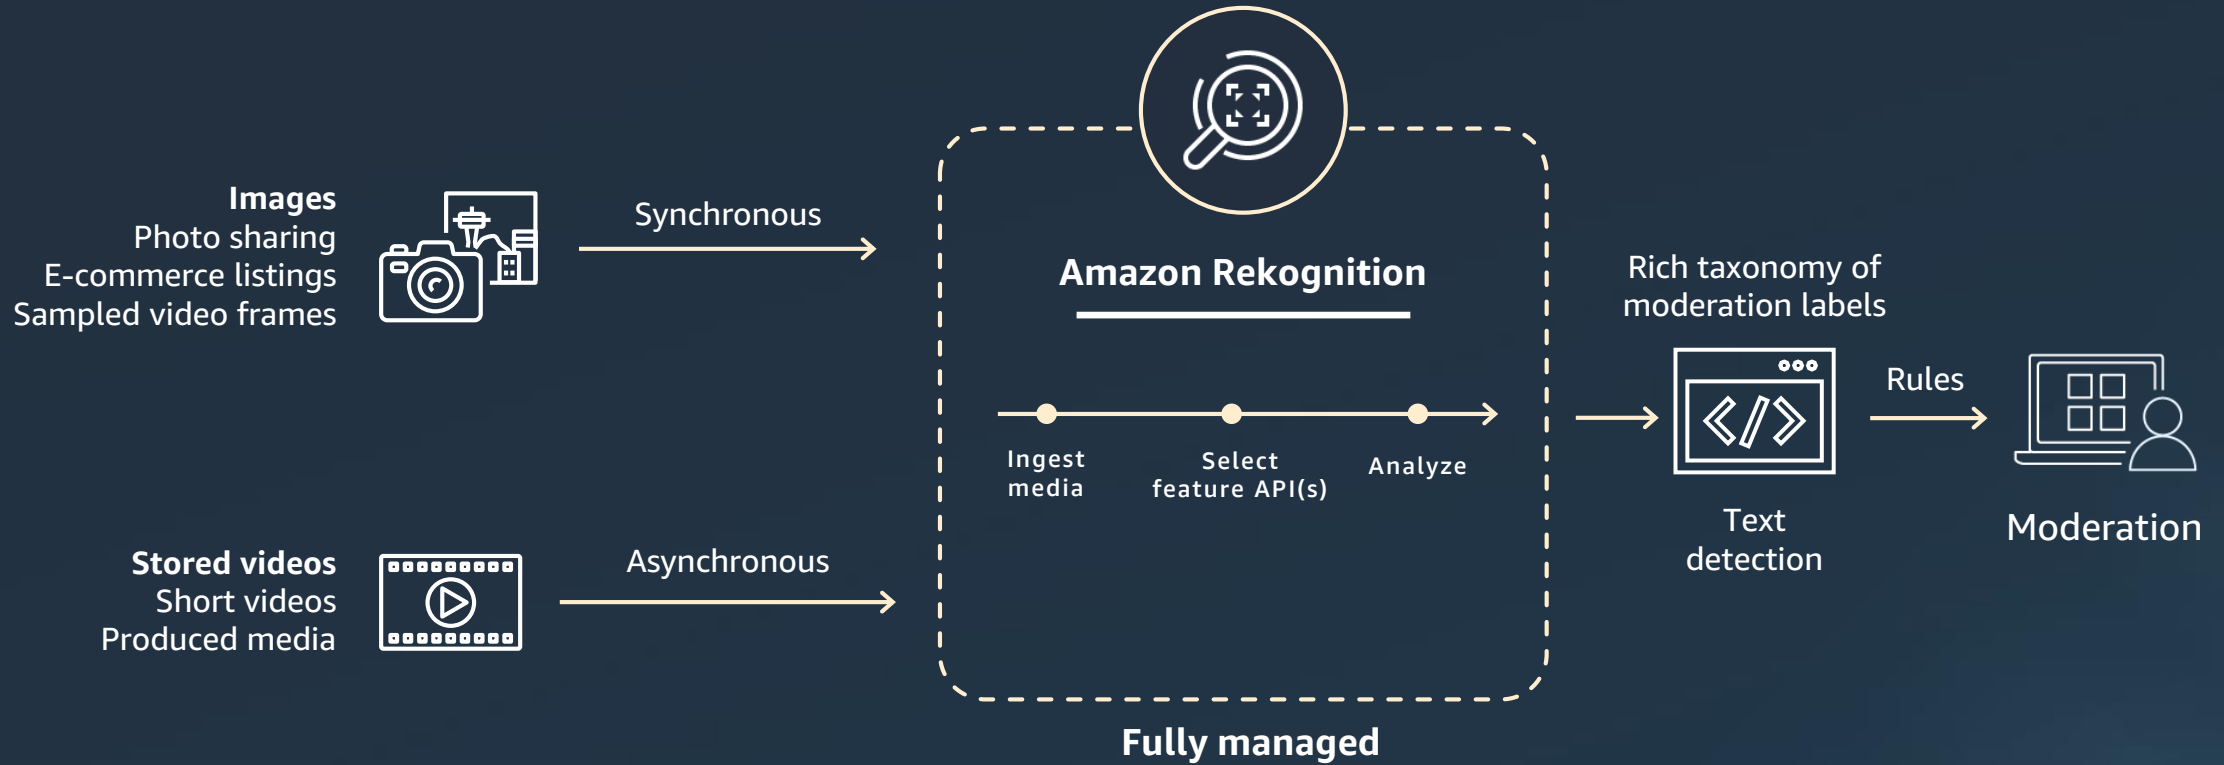 Images
Photo sharing
E-commerce listings
Sampled video frames
Synchronous
Stored videos
Short videos
Produced media
Asynchronous
Amazon Rekognition
Ingest
media
Select
feature API(s)
Analyze
Fully managed
Rich taxonomy of
moderation labels
</>
Text
detection
Rules
Moderation